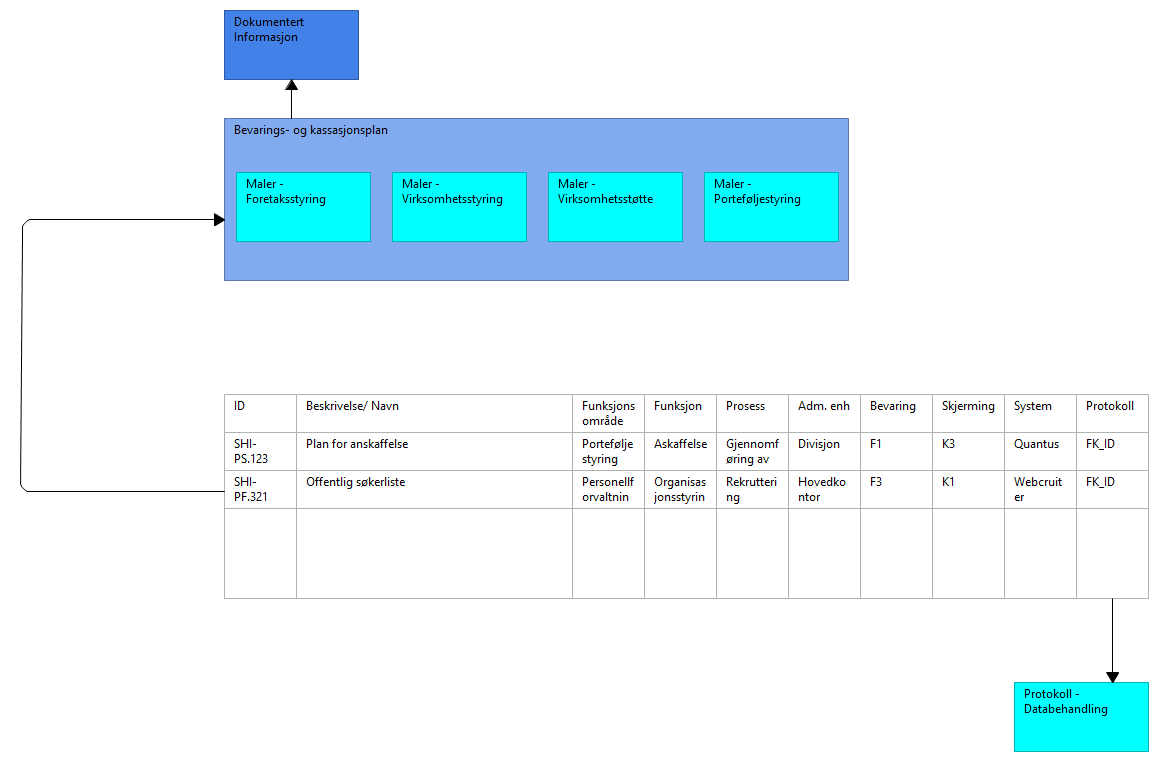 Dokumentert
Informasjon
Bevarings- og kassasjonsplan
Maler -
Foretaksstyring
Maler -
Virksomhetsstyring
Maler -
Virksomhetsstøtte
Maler -
Porteføljestyring
ID
Beskrivelse/ Navn
Funksjons
område
Funksjon
Prosess
Adm. enh
Bevaring
Skjerming
System
Protokoll
SHI-
PS.123
Plan for anskaffelse
Portefølje
styring
Askaffelse
Gjennomf
øring av
Divisjon
F1
K3
Quantus
FK_ID
SHI-
PF.321
Offentlig søkerliste
Personellf
orvaltnin
Organisas
jonsstyrin
Rekrutteri
ng
Hovedko
ntor
F3
K1
Webcruit
er
FK_ID
Protokoll -
Databehandling